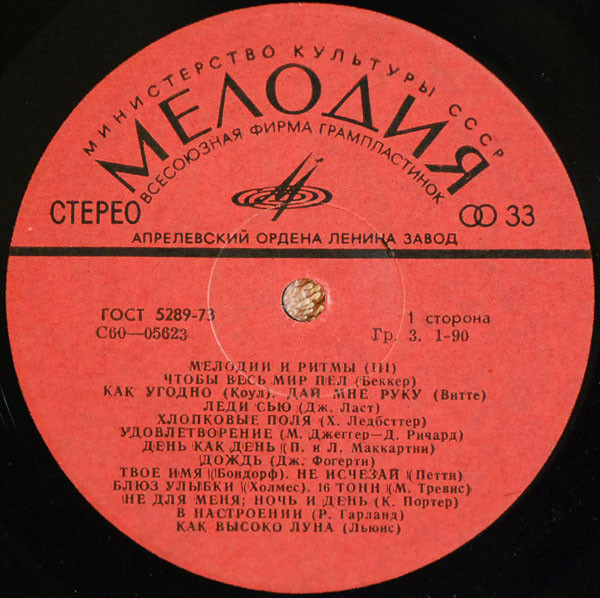 МИНИСТЕРСТВО КУЛЬТУРЫ СССР
МЕЛОДИЯ
ВСЕСОЮЗНАЯ ФИРМА ГРАМПЛАСТИНОК
СТЕРЕО
33
АПРЕЛЕВСКИЙ ОРДЕНА ЛЕНИНА ЗАВОД
ГОСТ 5289-73
1 сторона
С60—05623
Гр. 3. 1-90
МЕЛОДИИ И РИТМЫ (III)
ЧТОБЫ ВЕСЬ МИР ПЕЛ (Беккер)
КАК УГОДНО (Коул). ДАЙ МНЕ РУКУ (Витте)
ЛЕДИ СЬЮ (Дж. Ласт)
ХЛОПКОВЫЕ ПОЛЯ (Х. Ледбеттер)
УДОВЛЕТВОРЕНИЕ (М. Джеггер—Д. Ричард)
ДЕНЬ КАК ДЕНЬ (П. и Л. Маккартни)
ДОЖДЬ (Дж. Фогерти)
ТВОЕ ИМЯ (Бондорф). НЕ ИСЧЕЗАЙ (Петти)
БЛЮЗ УЛЫБКИ (Холмес). 16 ТОНН (М. Тревис)
НЕ ДЛЯ МЕНЯ; НОЧЬ И ДЕНЬ (К. Портер)
В НАСТРОЕНИИ (Р. Гарланд)
КАК ВЫСОКО ЛУНА (Льюис)